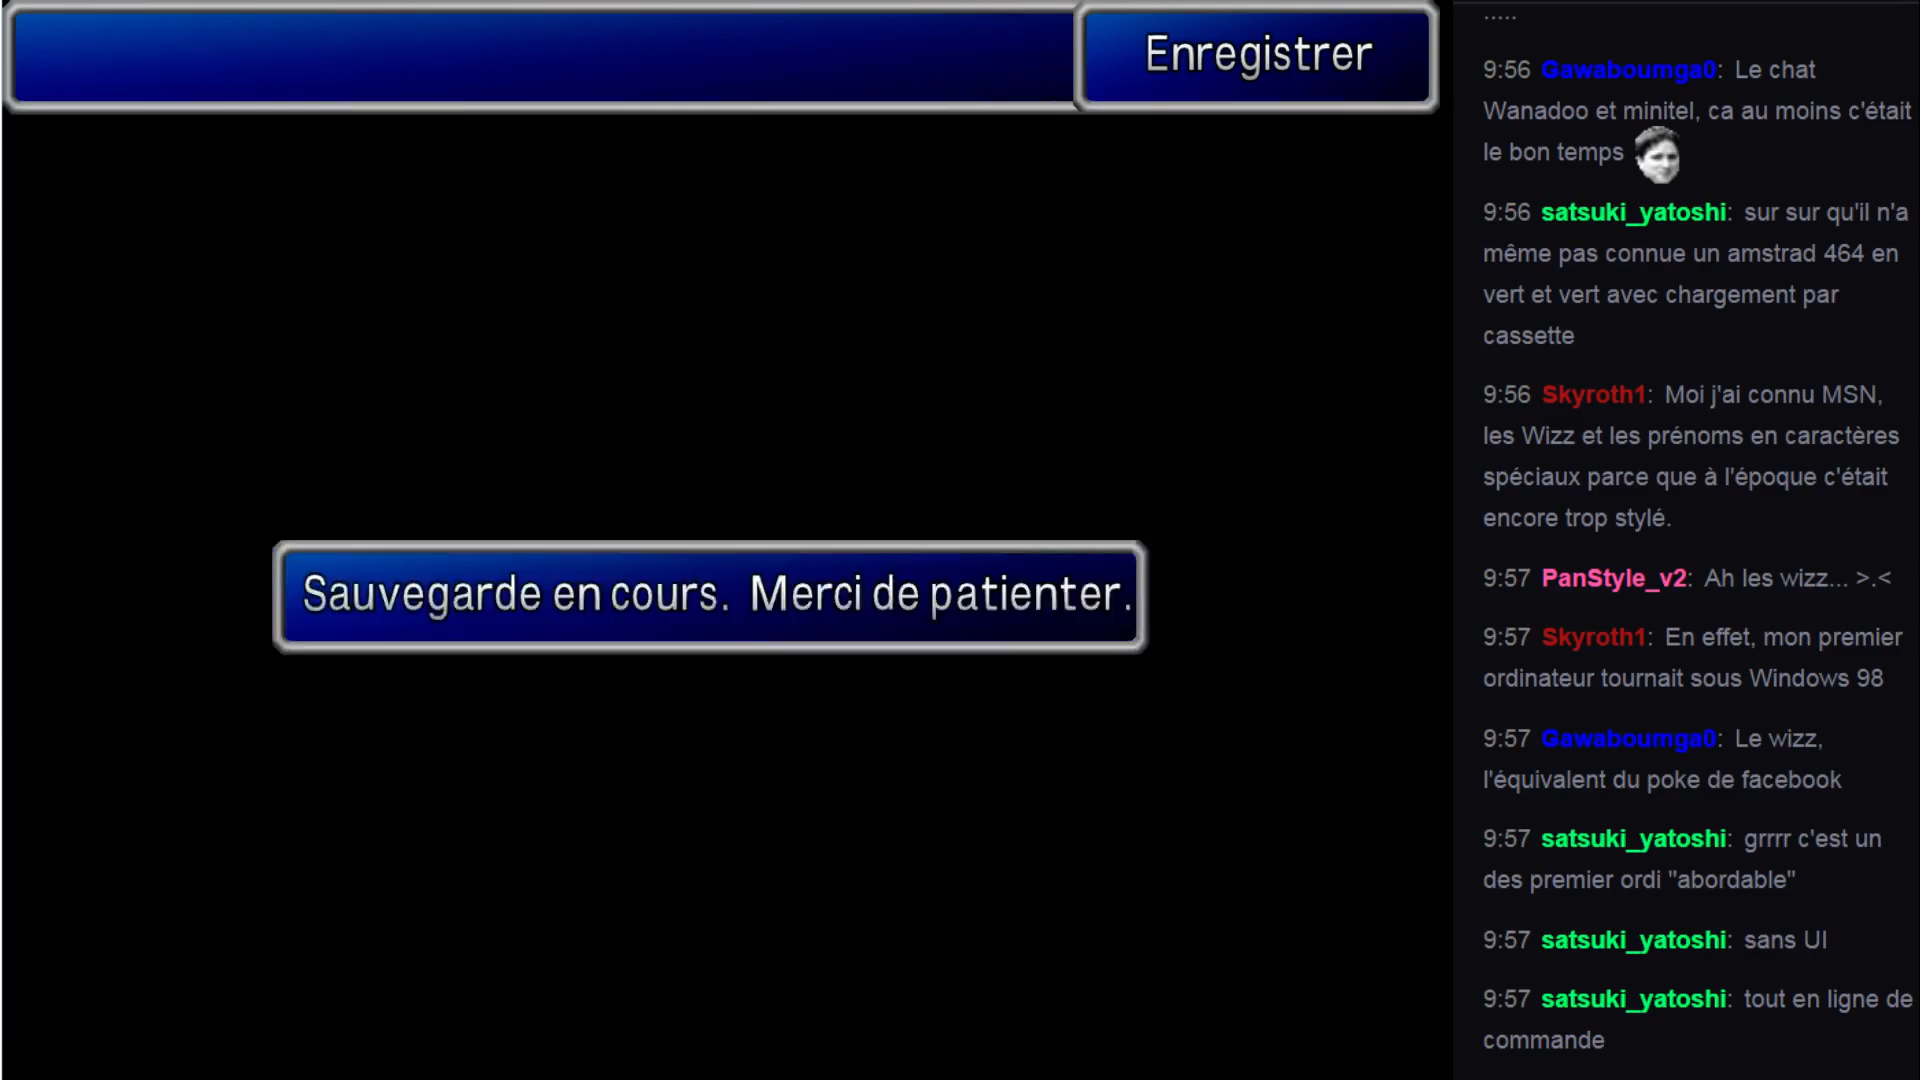 Enregistrer
Sauvegarde en cours. Merci de patienter.
.....
9:56 Gawaboumga0: Le chat
Wanadoo et minitel, ca au moins c'était
le bon temps
9:56 satsuki_yatoshi: sur sur qu'il n'a
même pas connue un amstrad 464 en
vert et vert avec chargement par
cassette
9:56 Skyroth1: Moi j'ai connu MSN,
les Wizz et les prénoms en caractères
spéciaux parce que à l'époque c'était
encore trop stylé.
9:57 PanStyle_v2: Ah les wizz... >.<
9:57 Skyroth1: En effet, mon premier
ordinateur tournait sous Windows 98
9:57 Gawaboumga0: Le wizz,
l'équivalent du poke de facebook
9:57 satsuki_yatoshi: grrrr c'est un
des premier ordi "abordable"
9:57 satsuki_yatoshi: sans UI
9:57 satsuki_yatoshi: tout en ligne de
commande